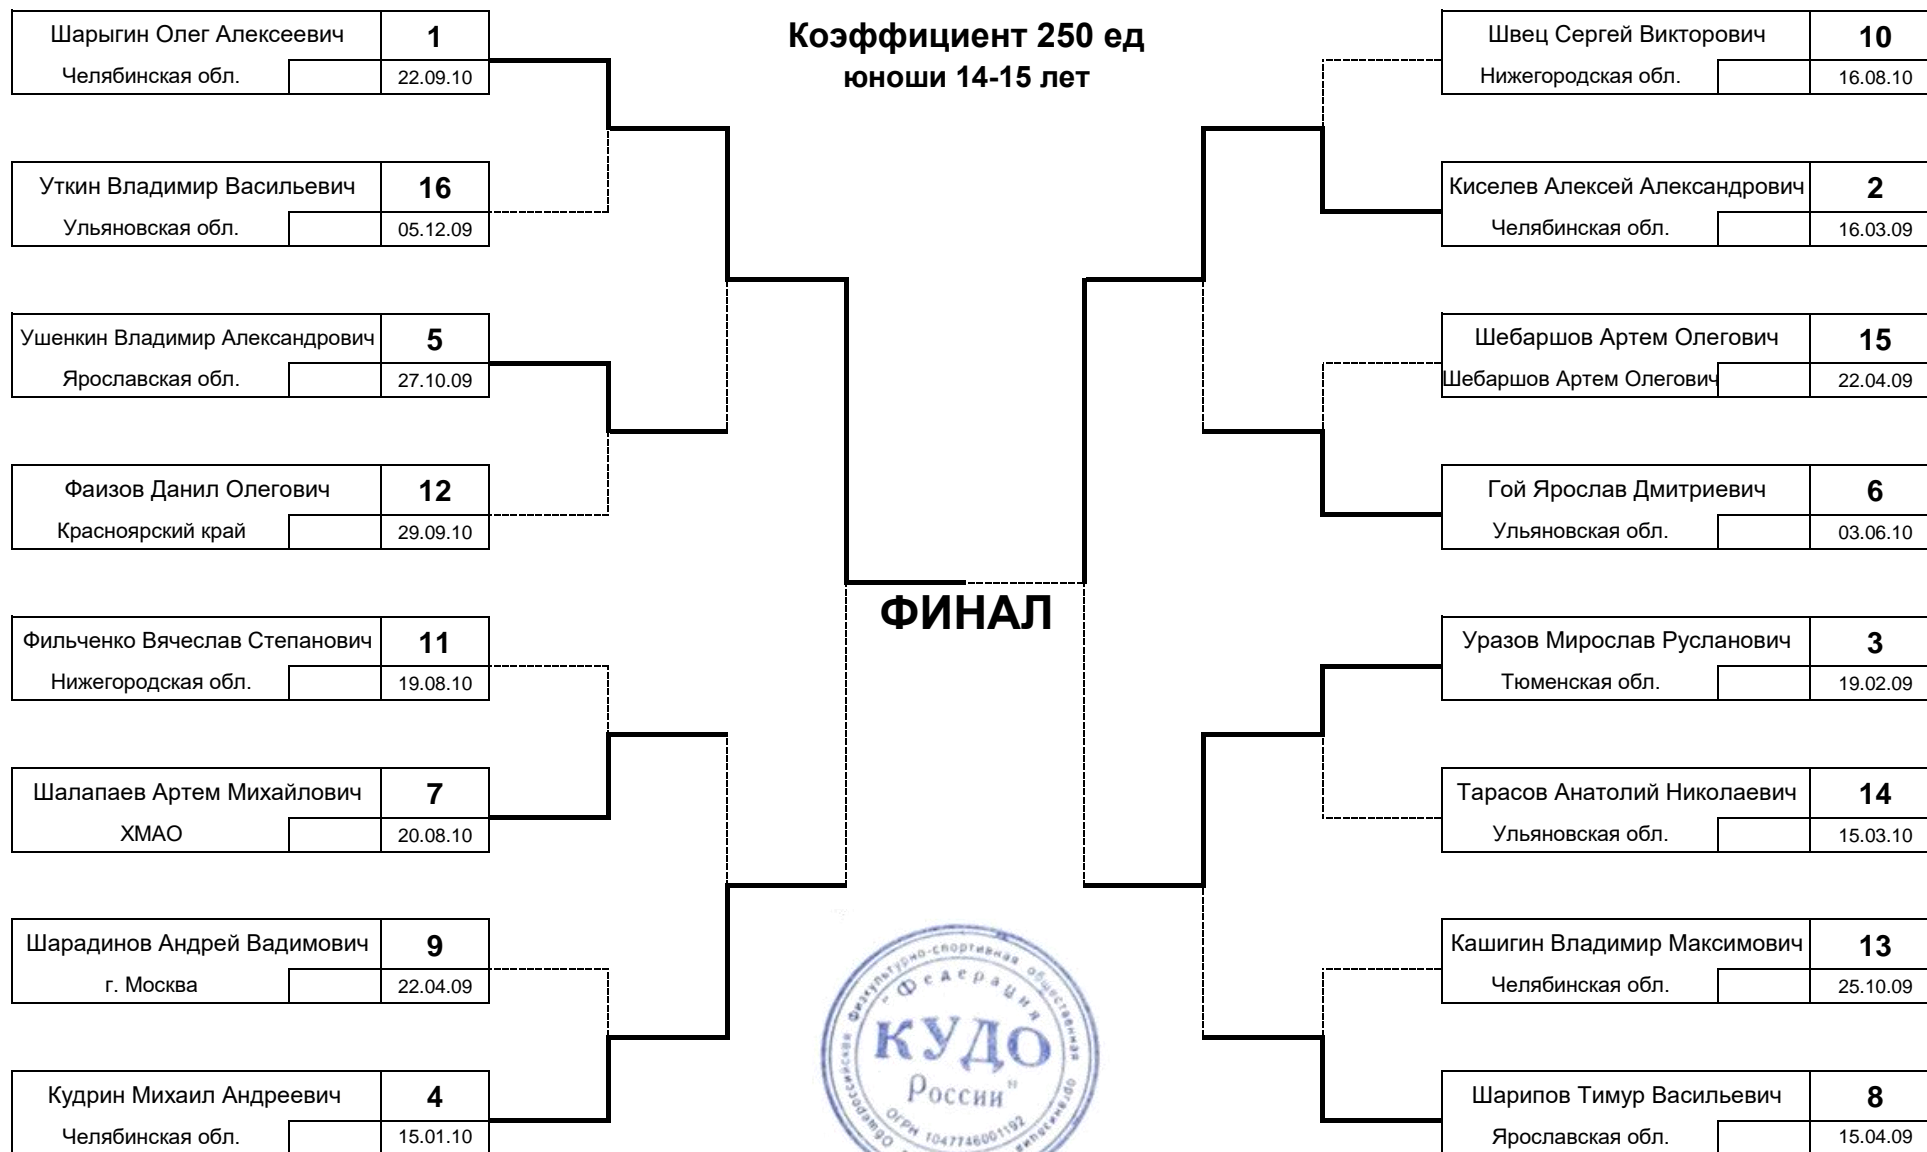 Коэффициент 250 ед
юноши 14-15 лет
Шарыгин Олег Алексеевич 1
Челябинская обл. 22.09.10
Уткин Владимир Васильевич 16
Ульяновская обл. 05.12.09
Ушенкин Владимир Александрович 5
Ярославская обл. 27.10.09
Фаизов Данил Олегович 12
Красноярский край 29.09.10
Фильченко Вячеслав Степанович 11
Нижегородская обл. 19.08.10
Шалапаев Артем Михайлович 7
ХМАО 20.08.10
Шарадинов Андрей Вадимович 9
г. Москва 22.04.09
Кудрин Михаил Андреевич 4
Челябинская обл. 15.01.10
ФИНАЛ
Швец Сергей Викторович 10
Нижегородская обл. 16.08.10
Киселев Алексей Александрович 2
Челябинская обл. 16.03.09
Шебаршов Артем Олегович 15
Шебаршов Артем Олегович 22.04.09
Гой Ярослав Дмитриевич 6
Ульяновская обл. 03.06.10
Уразов Мирослав Русланович 3
Тюменская обл. 19.02.09
Тарасов Анатолий Николаевич 14
Ульяновская обл. 15.03.10
Кашигин Владимир Максимович 13
Челябинская обл. 25.10.09
Шарипов Тимур Васильевич 8
Ярославская обл. 15.04.09
Общероссийская физкультурно-спортивная общественная организация
"Федерация
КУДО
России"
ОГРН 1047746001192